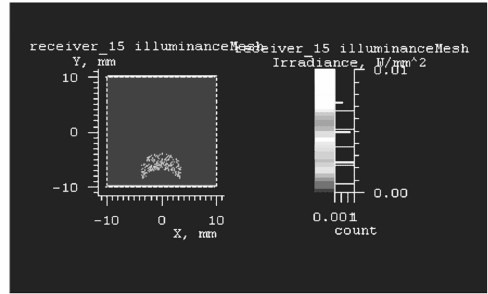 receiver_15 illuminanceMesh
receiver_15 illuminanceMesh
Y, mm
Irradiance, W/mm^2
10
0
-10
-10 0 10
X, mm
0.01
0.00
0.001
count